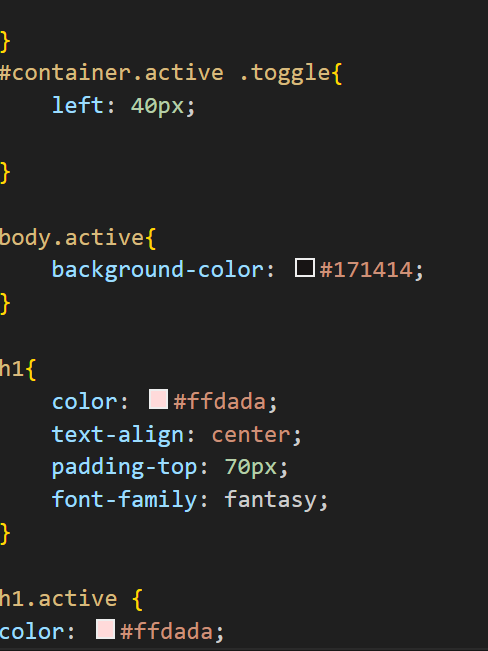 }
#container.active .toggle{
    left: 40px;

}

body.active{
    background-color: #171414;
}

h1{
    color: #ffdada;
    text-align: center;
    padding-top: 70px;
    font-family: fantasy;
}

h1.active {
color: #ffdada;